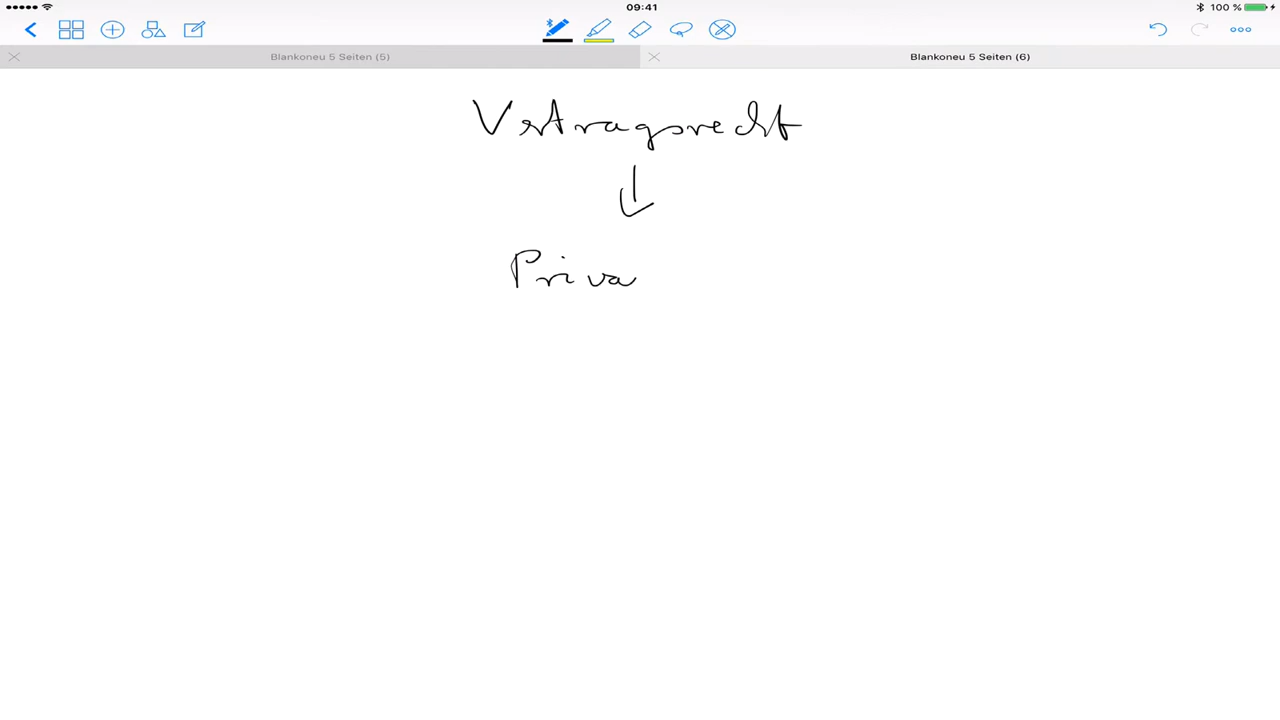 09:41
100 %
Blankoneu 5 Seiten (5)
Blankoneu 5 Seiten (6)
Vertragsrecht
Priva